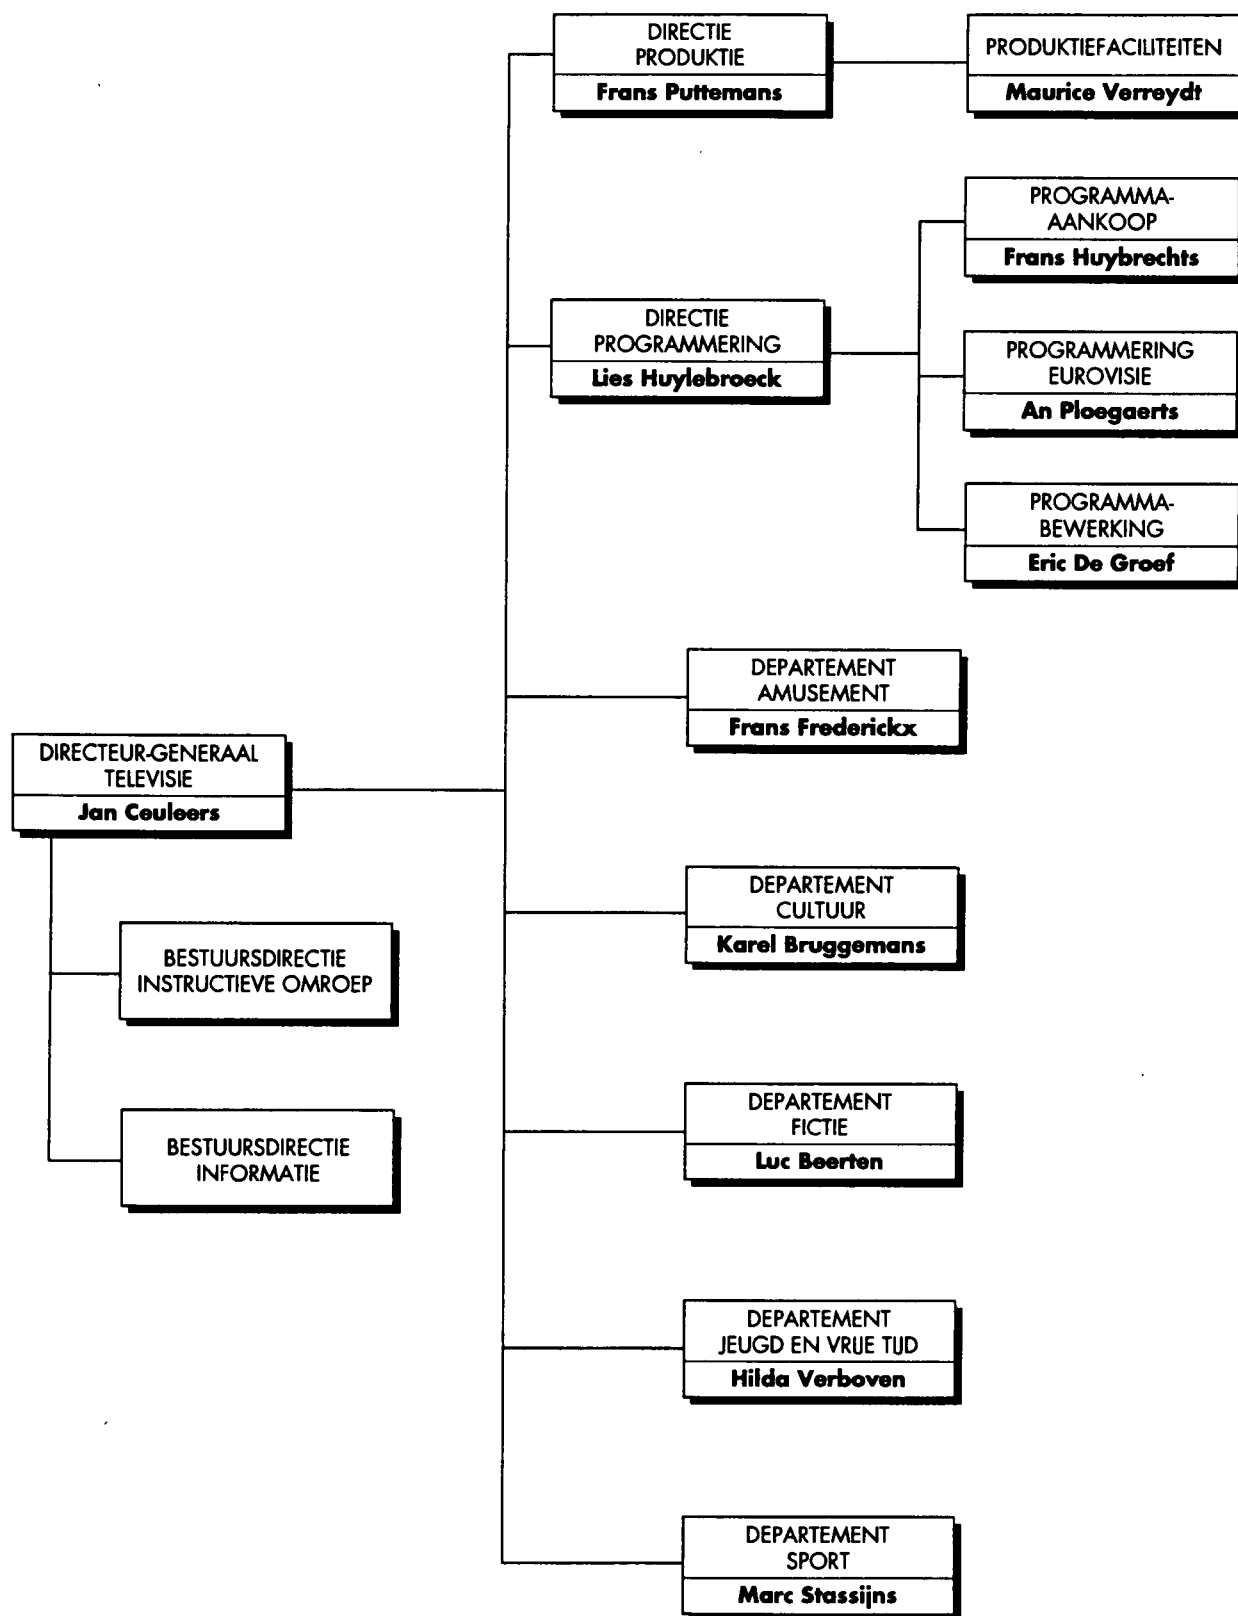 DIRECTIE
PRODUKTIE
Frans Puttemans
PRODUKTIEFACILITEITEN
Maurice Verreydt
PROGRAMMA-
AANKOOP
Frans Huybrechts
DIRECTIE
PROGRAMMERING
Lies Huylebroeck
PROGRAMMERING
EUROVISIE
An Ploegaerts
PROGRAMMA-
BEWERKING
Eric De Groef
DEPARTEMENT
AMUSEMENT
Frans Frederickx
DIRECTEUR-GENERAAL
TELEVISIE
Jan Ceuleers
DEPARTEMENT
CULTUUR
Karel Bruggemans
BESTUURSDIRECTIE
INSTRUCTIEVE OMROEP
DEPARTEMENT
FICTIE
Luc Beerten
BESTUURSDIRECTIE
INFORMATIE
DEPARTEMENT
JEUGD EN VRIJE TIJD
Hilda Verboven
DEPARTEMENT
SPORT
Marc Stassijns